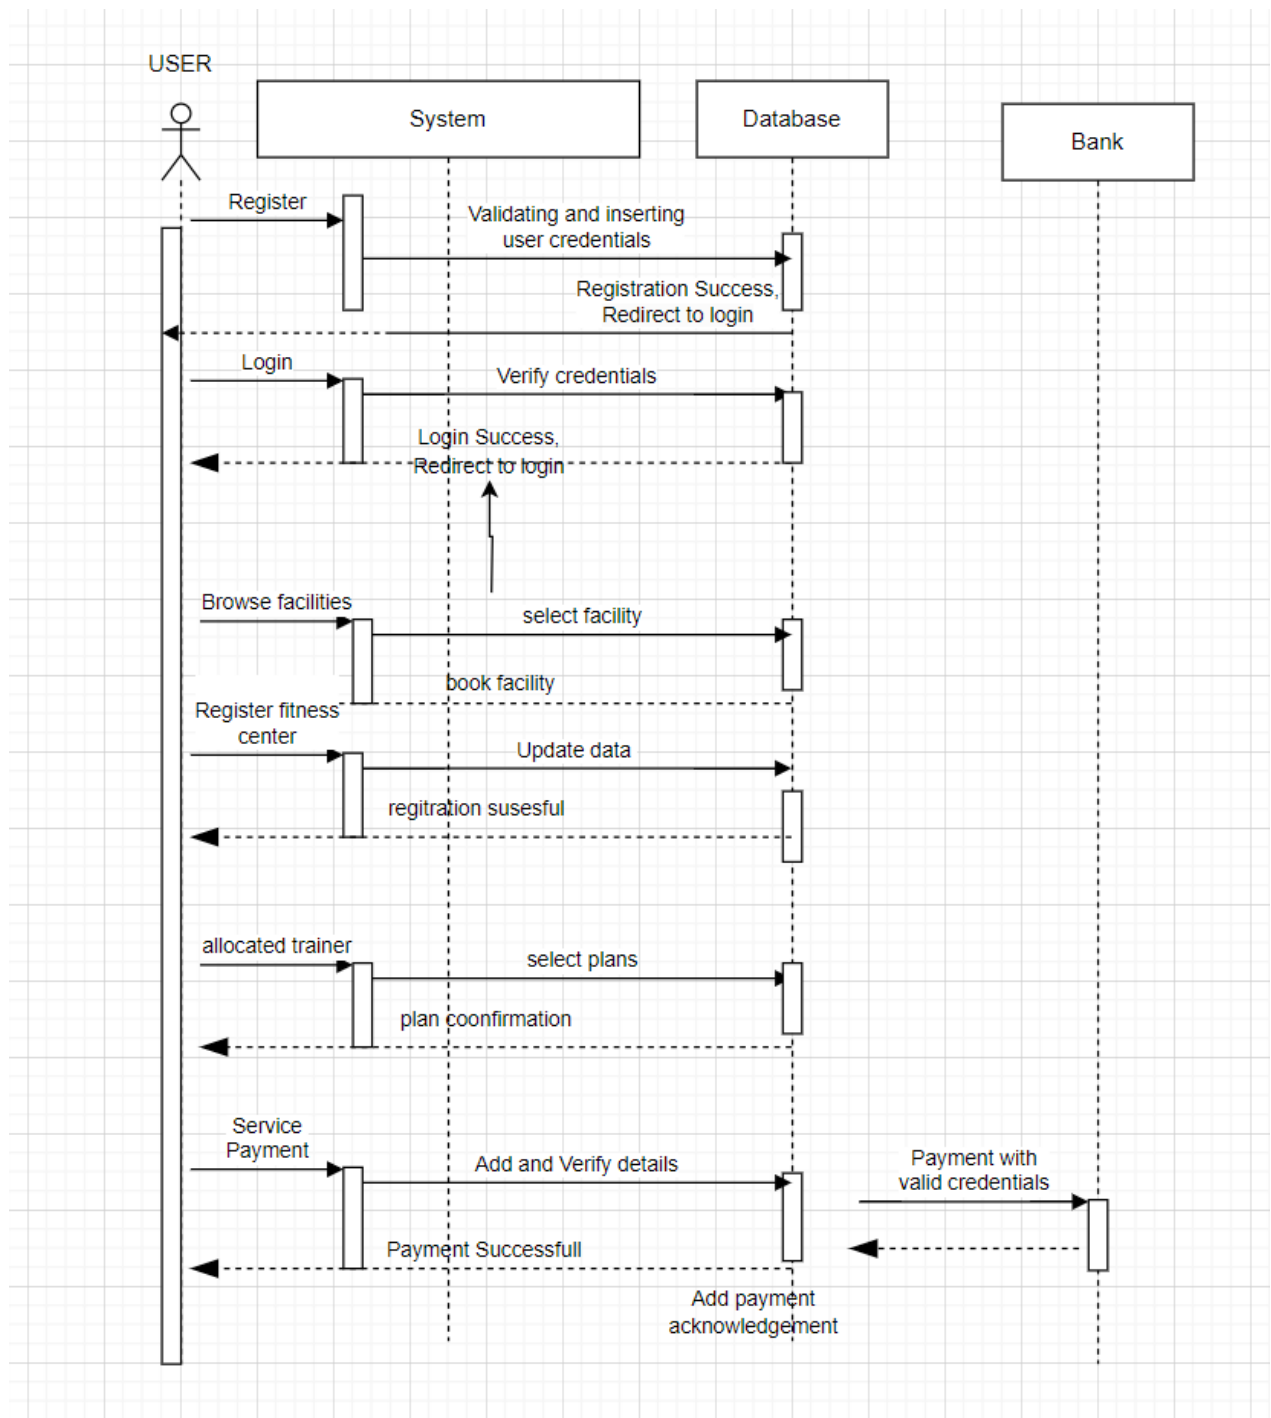 USER
System
Database
Bank
Register
Validating and inserting
user credentials
Registration Success,
Redirect to login
Login
Verify credentials
Login Success,
Redirect to login
Browse facilities
select facility
book facility
Register fitness
center
Update data
regitration susesful
allocated trainer
select plans
plan coonfirmation
Service
Payment
Add and Verify details
Payment with
valid credentials
Payment Successfull
Add payment
acknowledgement